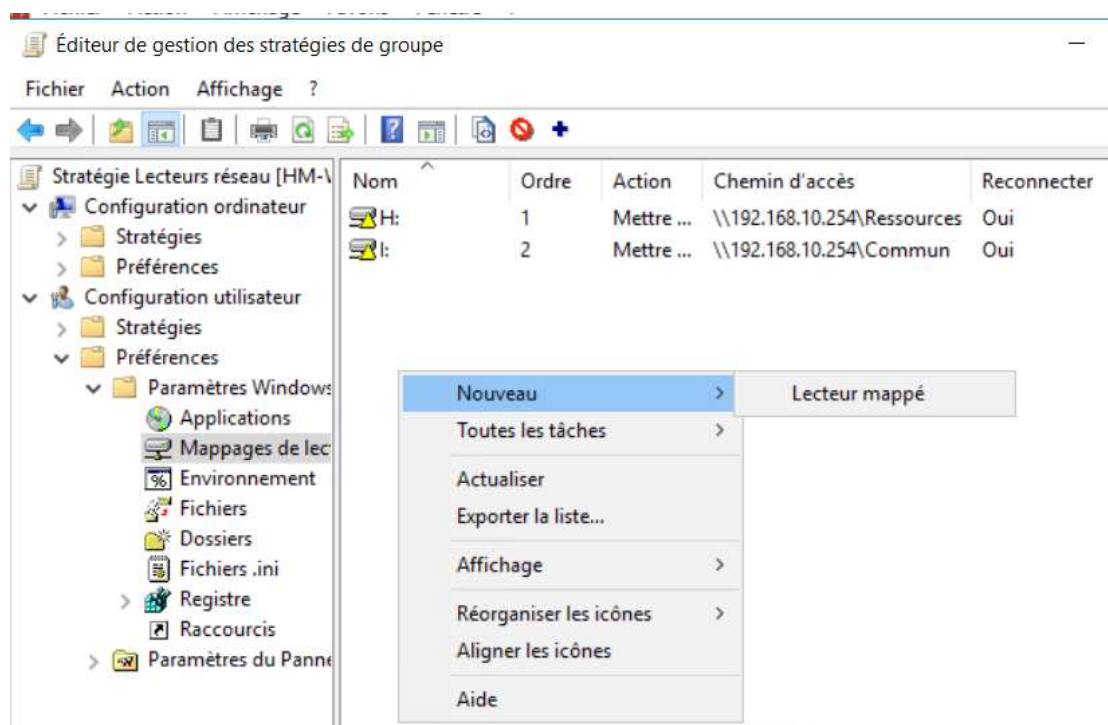 Éditeur de gestion des stratégies de groupe
Fichier Action Affichage ?
Stratégie Lecteurs réseau [HM-
Configuration ordinateur
Stratégies
Préférences
Configuration utilisateur
Stratégies
Préférences
Paramètres Windows
Applications
Mappages de lec
Environnement
Fichiers
Dossiers
Fichiers .ini
Registre
Raccourcis
Paramètres du Panne
Nom Ordre Action Chemin d'accès Reconnecter
H: 1 Mettre ... \\192.168.10.254\Ressources Oui
I: 2 Mettre ... \\192.168.10.254\Commun Oui
Nouveau
Lecteur mappé
Toutes les tâches
Actualiser
Exporter la liste...
Affichage
Réorganiser les icônes
Aligner les icônes
Aide